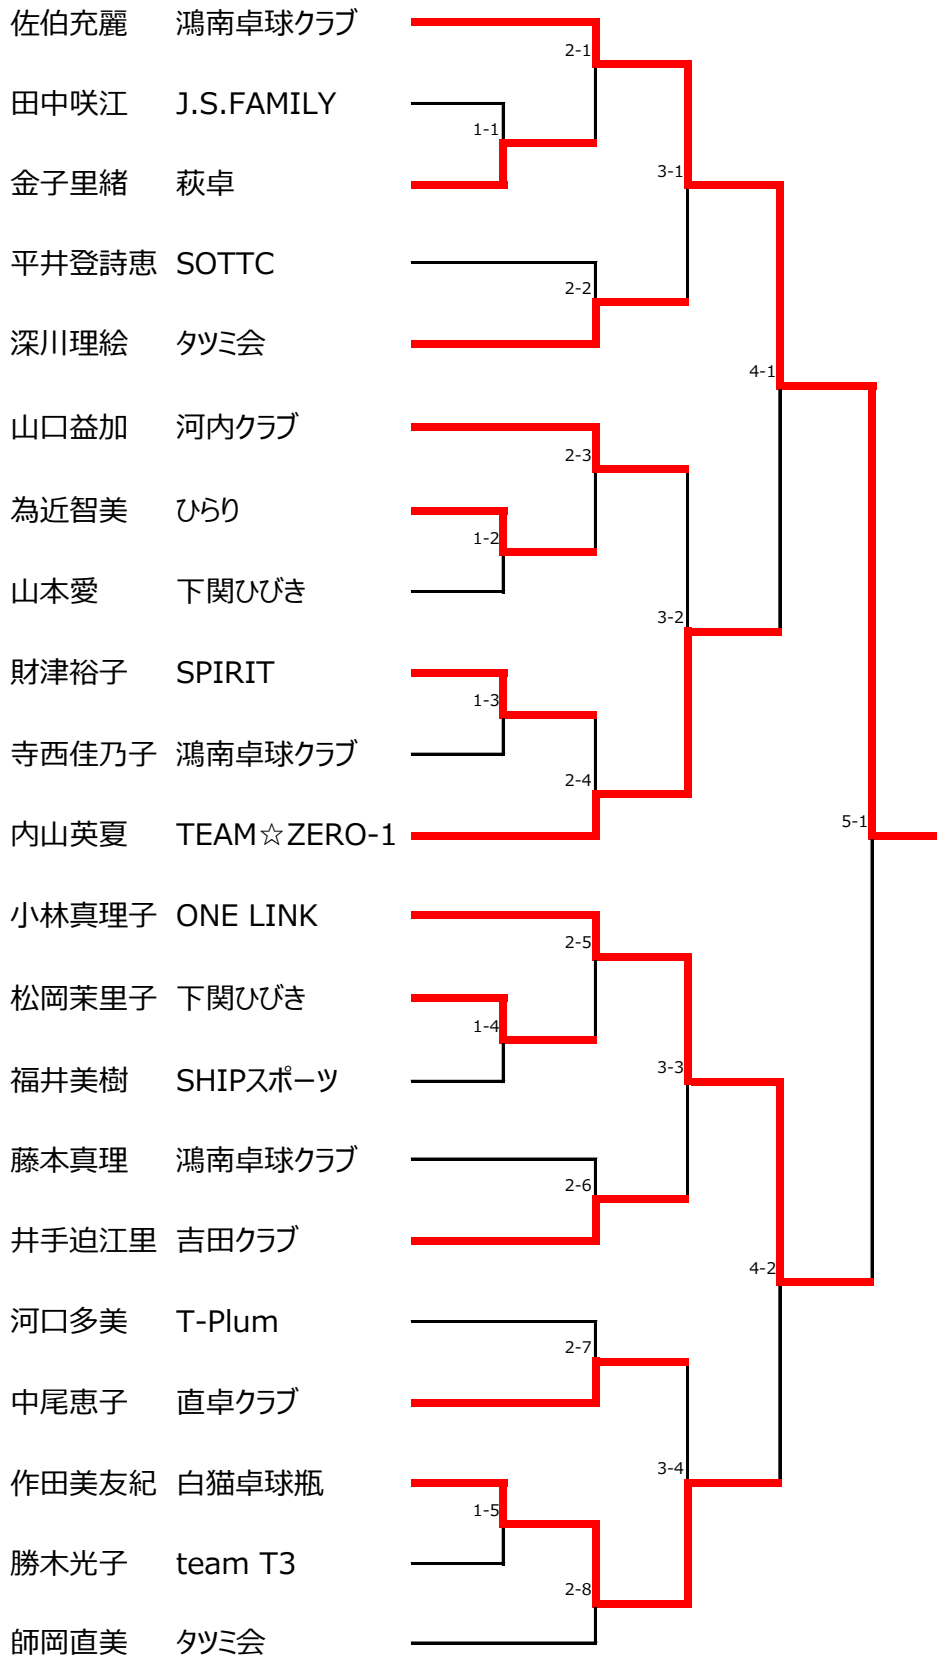 佐伯充麗 鴻南卓球クラブ
2-1
田中咲江 J.S.FAMILY
1-1
3-1
金子里緒 萩卓
平井登詩恵 SOTTC
2-2
深川理絵 タツミ会
4-1
山口益加 河内クラブ
2-3
為近智美 ひらり
1-2
山本愛 下関ひびき
3-2
財津裕子 SPIRIT
1-3
寺西佳乃子 鴻南卓球クラブ
2-4
内山英夏 TEAM☆ZERO-1
5-1
小林真理子 ONE LINK
2-5
松岡茉里子 下関ひびき
1-4
3-3
福井美樹 SHIPスポーツ
藤本真理 鴻南卓球クラブ
2-6
井手迫江里 吉田クラブ
4-2
河口多美 T-Plum
2-7
中尾恵子 直卓クラブ
3-4
作田美友紀 白猫卓球瓶
1-5
勝木光子 team T3
2-8
師岡直美 タツミ会